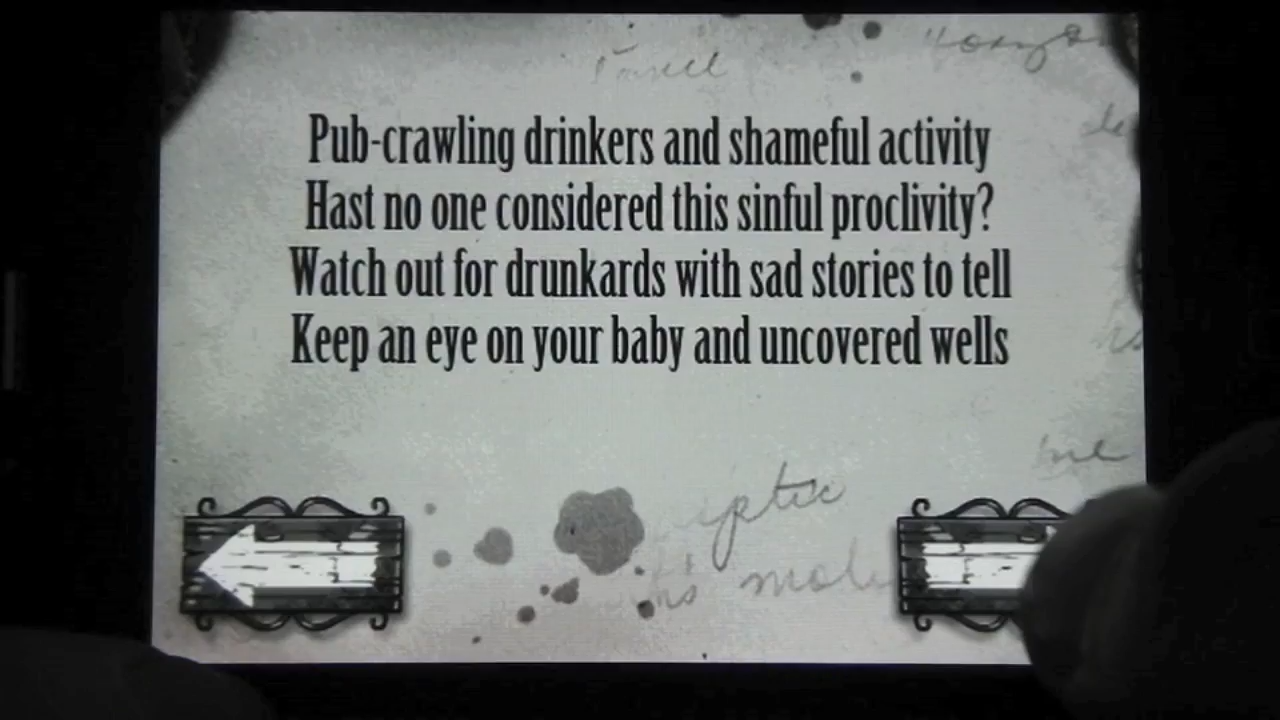 Pub-crawling drinkers and shameful activity
Hast no one considered this sinful proclivity?
Watch out for drunkards with sad stories to tell
Keep an eye on your baby and uncovered wells